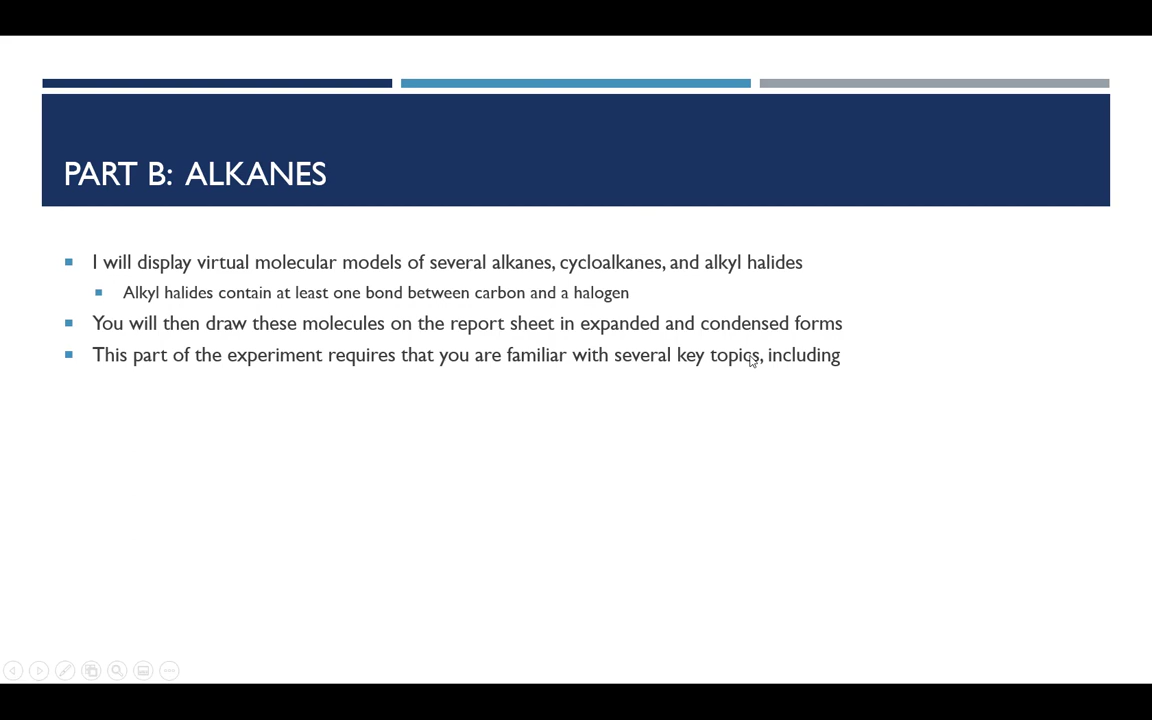 PART B: ALKANES
I will display virtual molecular models of several alkanes, cycloalkanes, and alkyl halides
Alkyl halides contain at least one bond between carbon and a halogen
You will then draw these molecules on the report sheet in expanded and condensed forms
This part of the experiment requires that you are familiar with several key topics, including